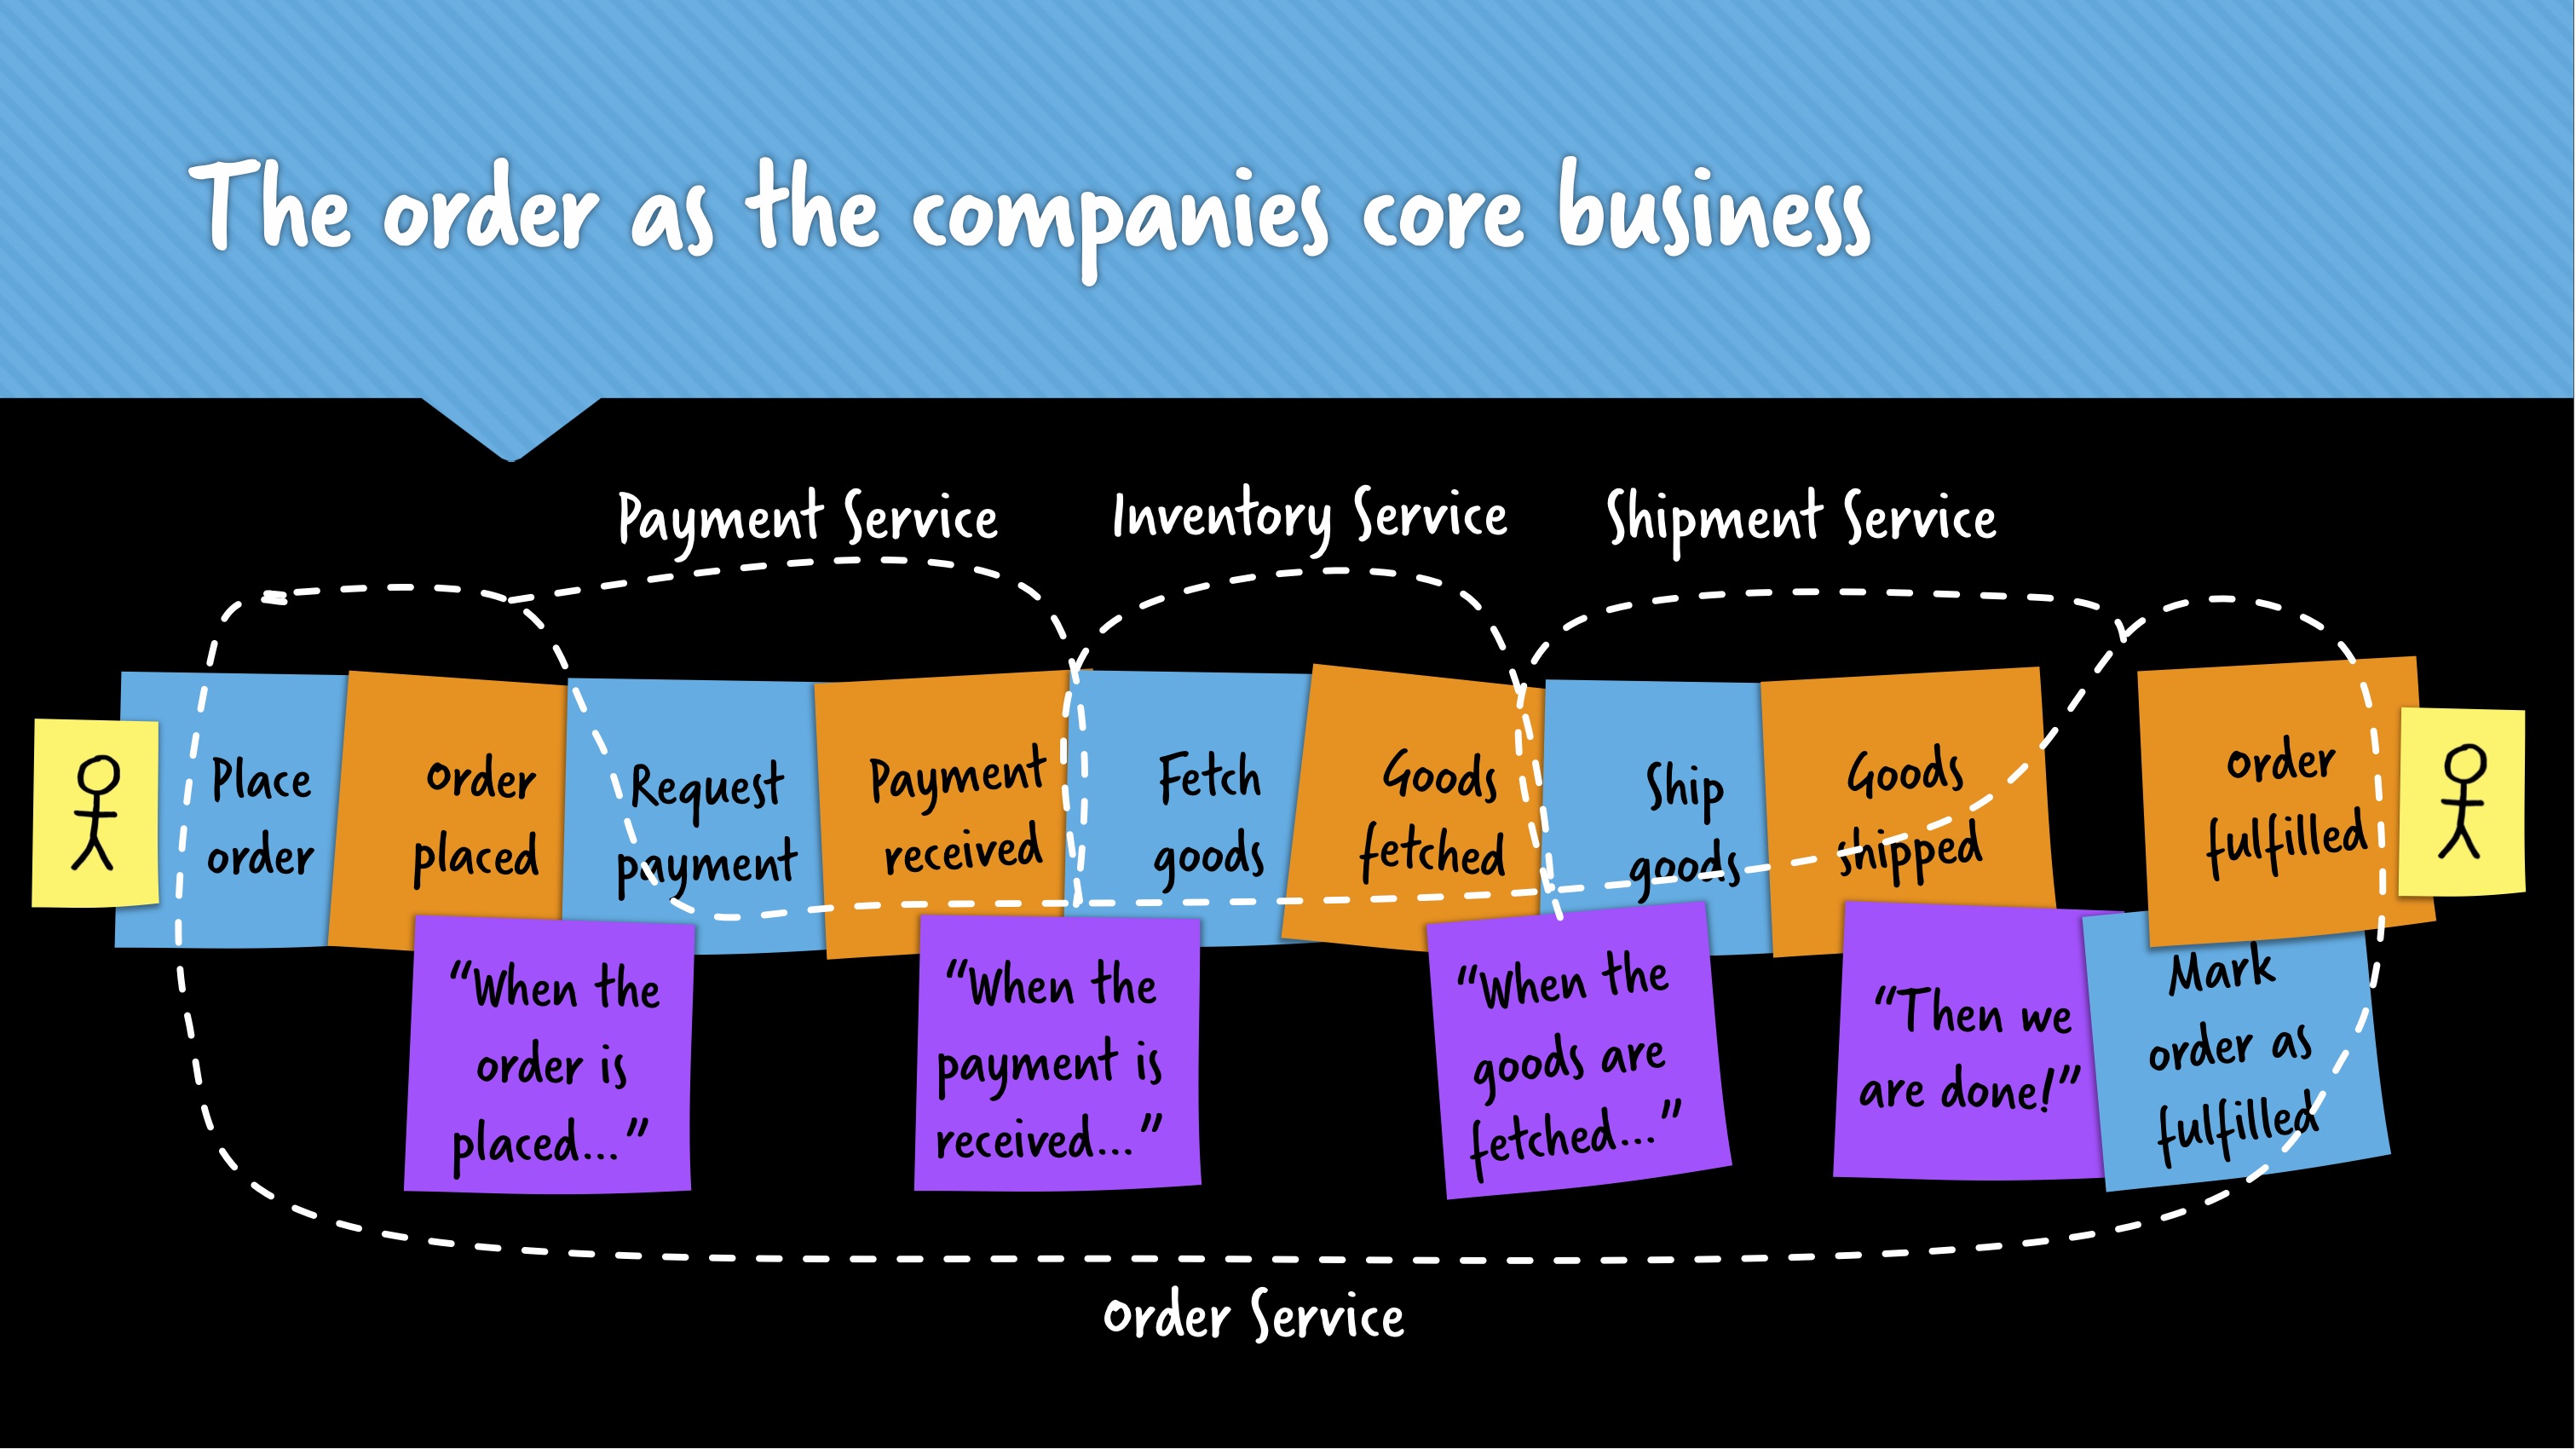 The order as the companies core business
Payment Service
Inventory Service
Shipment Service
Place
order
order
placed
Request
payment
Payment
received
Fetch
goods
Goods
fetched
Ship
goods
Goods
shipped
order
fulfilled
“When the
order is
placed...”
“When the
payment is
received...”
“When the
goods are
fetched...”
“Then we
are done!”
Mark
order as
fulfilled
order Service